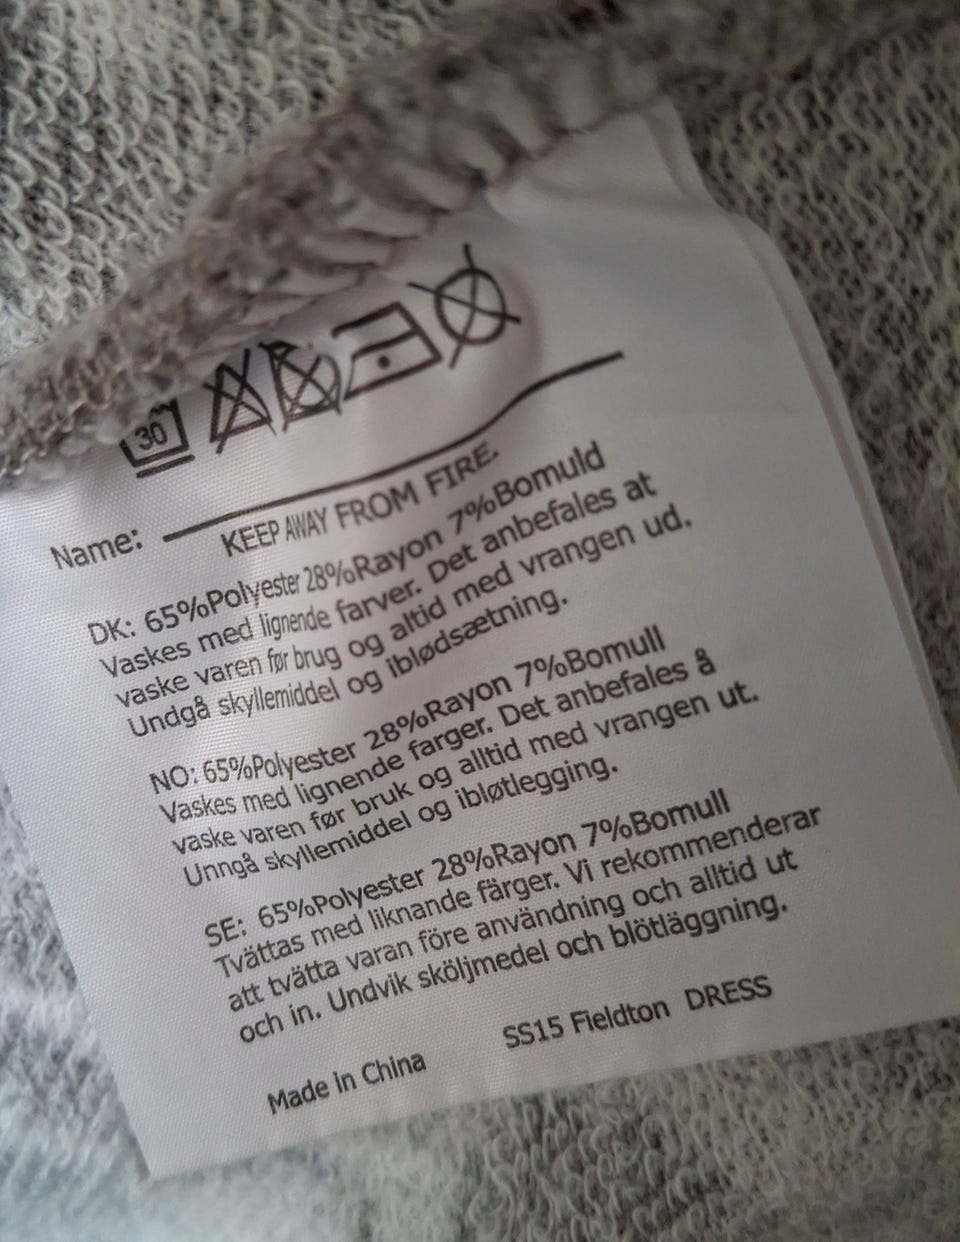 30
Name:
KEEP AWAY FROM FIRE.
DK: 65%Polyester 28%Rayon 7%Bomuld
Vaskes med lignende farver. Det anbefales at
vaske varen før brug og altid med vrangen ud.
Undgå skyllemiddel og iblødsætning.
NO: 65%Polyester 28%Rayon 7%Bomull
Vaskes med lignende farger. Det anbefales å
vaske varen før bruk og alltid med vrangen ut.
Unngå skyllemiddel og ibløtlegging.
SE: 65%Polyester 28%Rayon 7%Bomull
Tvättas med liknande färger. Vi rekommenderar
att tvätta varan före användning och alltid ut
och in. Undvik sköljmedel och blötläggning.
Made in China SS15 Fieldton DRESS